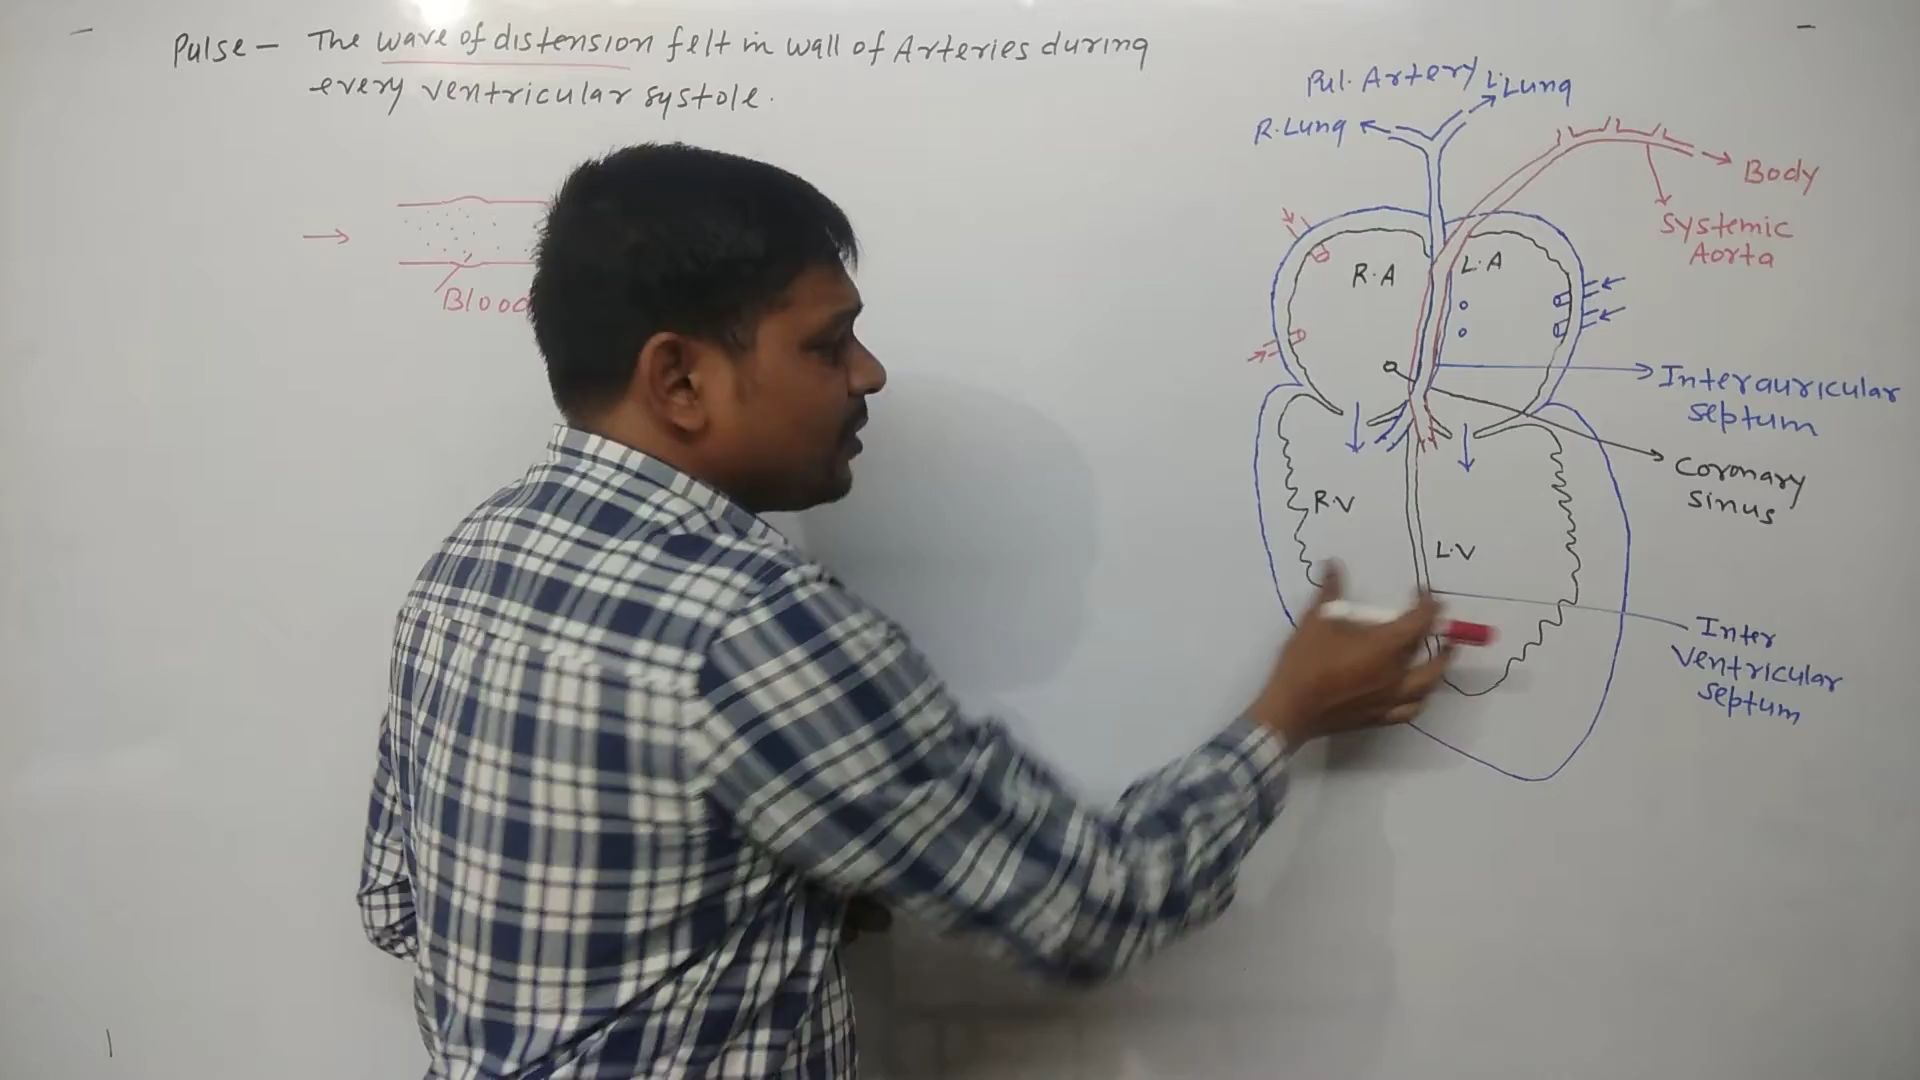 Pulse - The wave of distension felt in wall of Arteries during
every ventricular systole.
Blood
Pul. Artery
L.Lung
R.Lung
Body
Systemic
Aorta
R.A
L.A
Interauricular
septum
Coronary
sinus
R.V
L.V
Inter
Ventricular
septum